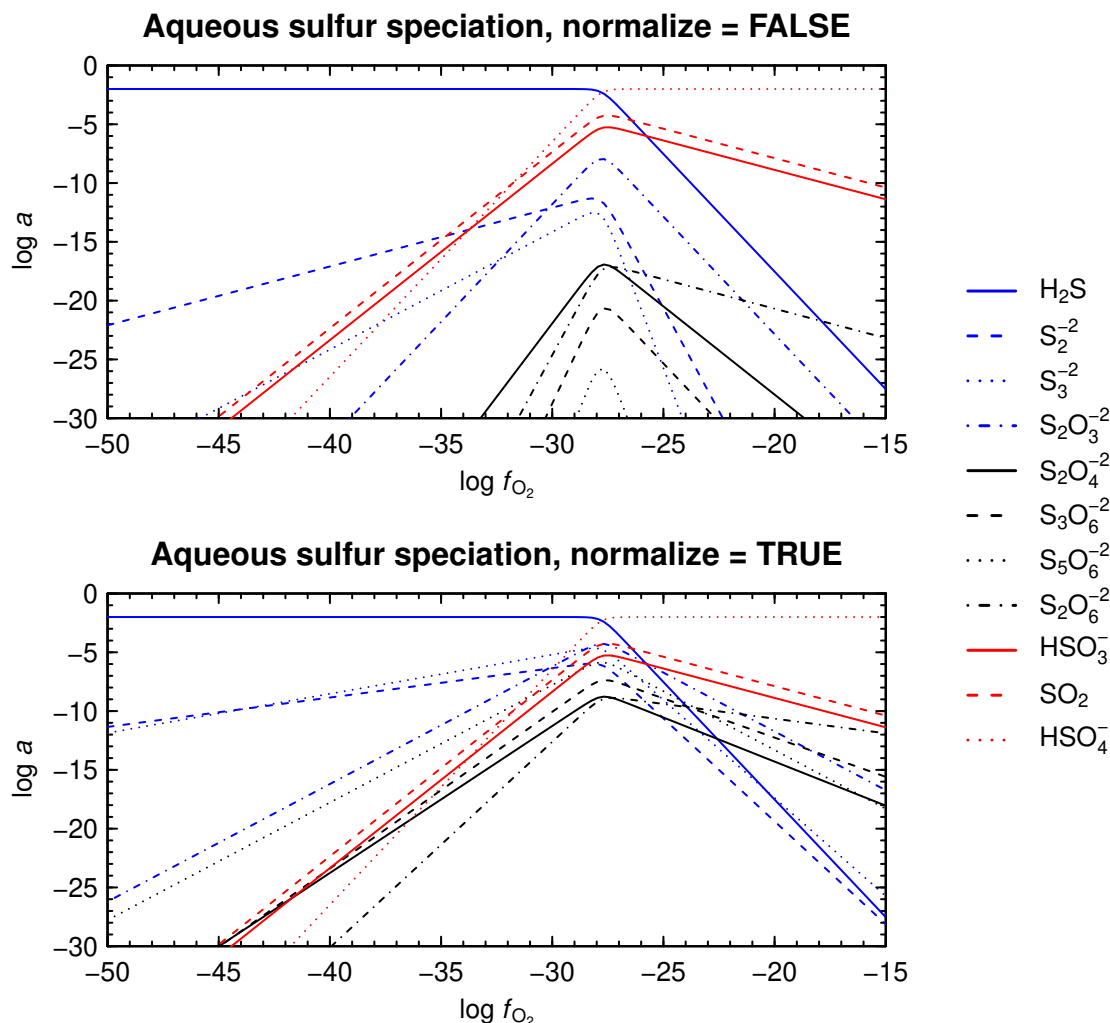 Aqueous sulfur speciation, normalize = FALSE
0
−5
−10
−15
−20
−25
−30
log a
−50 −45 −40 −35 −30 −25 −20 −15
log fO₂
H₂S
S₂⁻²
S₃⁻²
S₂O₃⁻²
S₂O₄⁻²
S₃O₆⁻²
S₅O₆⁻²
S₂O₆⁻²
HSO₃⁻
SO₂
HSO₄⁻
Aqueous sulfur speciation, normalize = TRUE
0
−5
−10
−15
−20
−25
−30
log a
−50 −45 −40 −35 −30 −25 −20 −15
log fO₂